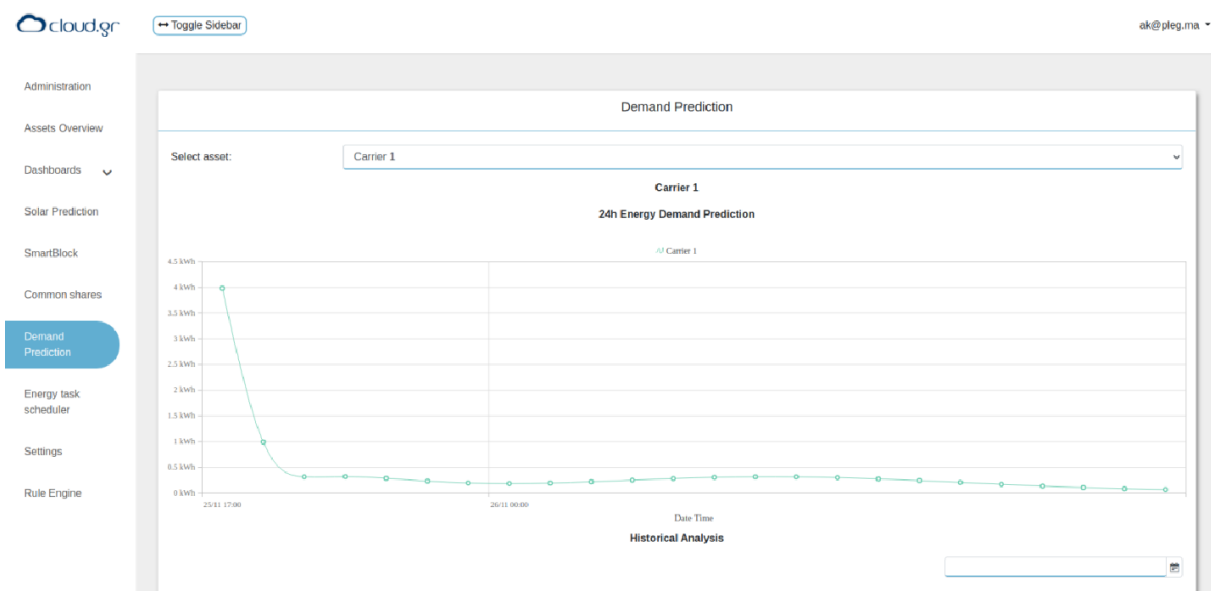 cloud.gr
Toggle Sidebar
ak@pleg.ma
Administration
Assets Overview
Dashboards
Solar Prediction
SmartBlock
Common shares
Demand
Prediction
Energy task
scheduler
Settings
Rule Engine
Demand Prediction
Select asset:
Carrier 1
Carrier 1
24h Energy Demand Prediction
Carrier 1
4.5 kWh
4 kWh
3.5 kWh
3 kWh
2.5 kWh
2 kWh
1.5 kWh
1 kWh
0.5 kWh
0 kWh
25/11 17:00
26/11 00:00
Date Time
Historical Analysis